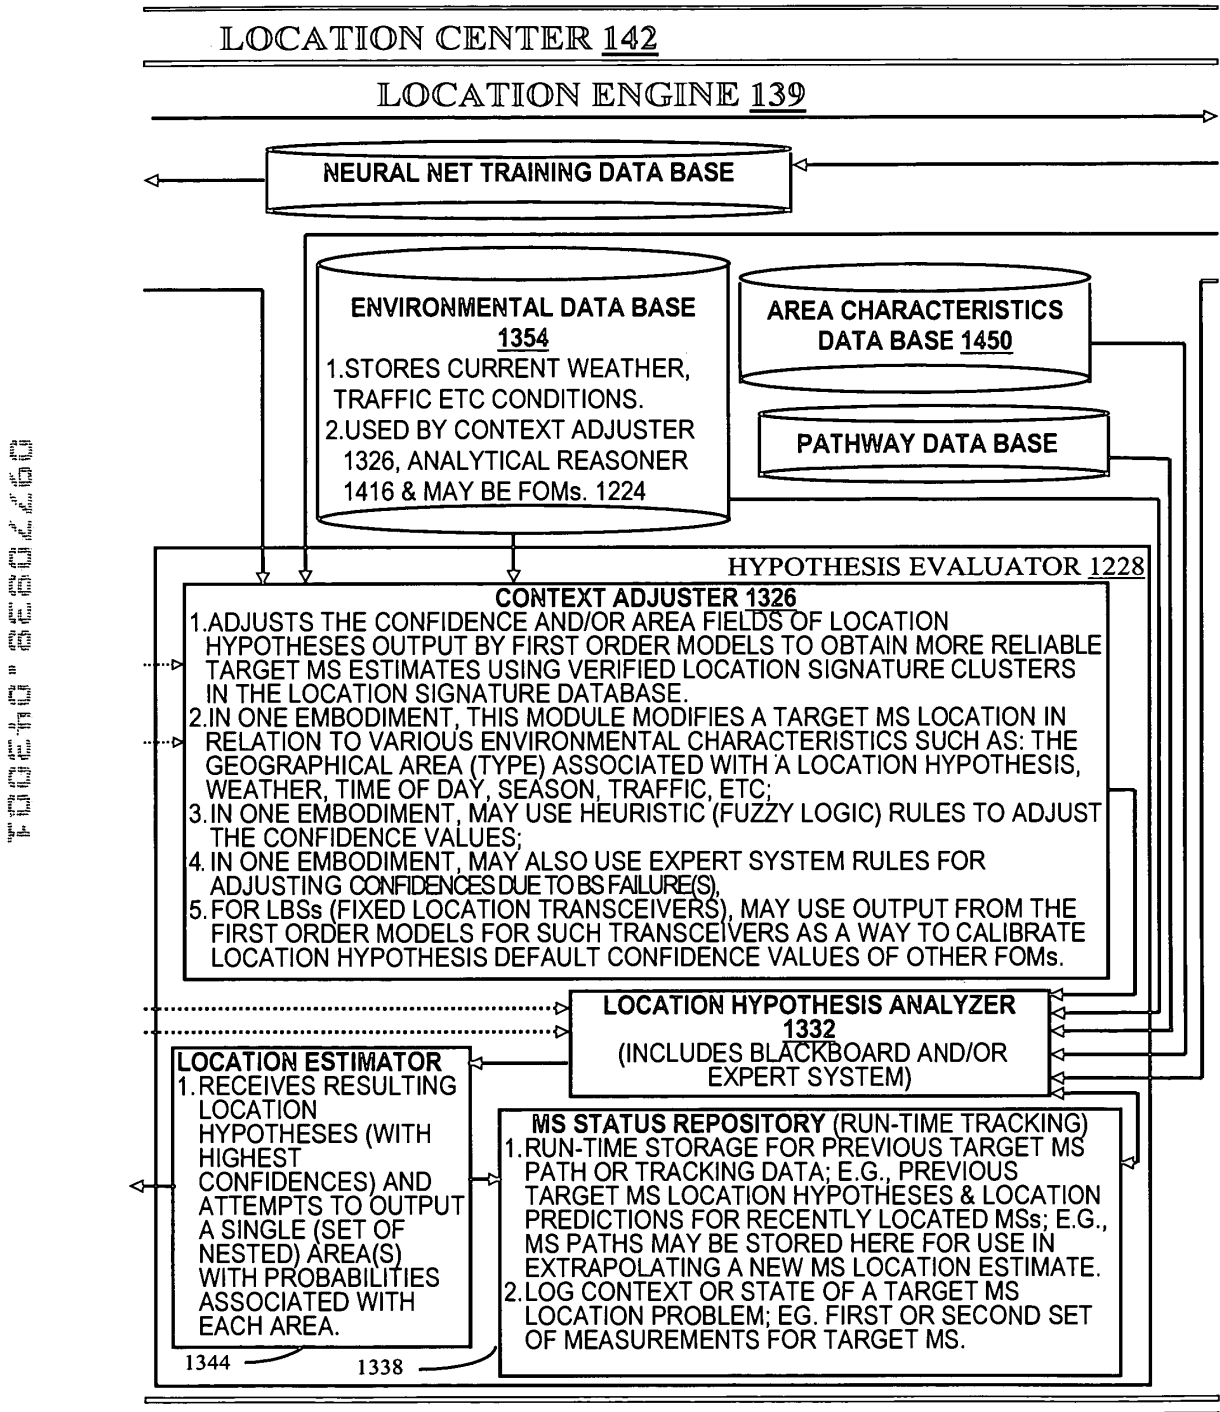 LOCATION CENTER 142
LOCATION ENGINE 139
NEURAL NET TRAINING DATA BASE
ENVIRONMENTAL DATA BASE
1354
1.STORES CURRENT WEATHER,
TRAFFIC ETC CONDITIONS.
2.USED BY CONTEXT ADJUSTER
1326, ANALYTICAL REASONER
1416 & MAY BE FOMs. 1224
AREA CHARACTERISTICS
DATA BASE 1450
PATHWAY DATA BASE
HYPOTHESIS EVALUATOR 1228
CONTEXT ADJUSTER 1326
1.ADJUSTS THE CONFIDENCE AND/OR AREA FIELDS OF LOCATION
HYPOTHESES OUTPUT BY FIRST ORDER MODELS TO OBTAIN MORE RELIABLE
TARGET MS ESTIMATES USING VERIFIED LOCATION SIGNATURE CLUSTERS
IN THE LOCATION SIGNATURE DATABASE.
2.IN ONE EMBODIMENT, THIS MODULE MODIFIES A TARGET MS LOCATION IN
RELATION TO VARIOUS ENVIRONMENTAL CHARACTERISTICS SUCH AS: THE
GEOGRAPHICAL AREA (TYPE) ASSOCIATED WITH A LOCATION HYPOTHESIS,
WEATHER, TIME OF DAY, SEASON, TRAFFIC, ETC;
3.IN ONE EMBODIMENT, MAY USE HEURISTIC (FUZZY LOGIC) RULES TO ADJUST
THE CONFIDENCE VALUES;
4. IN ONE EMBODIMENT, MAY ALSO USE EXPERT SYSTEM RULES FOR
ADJUSTING CONFIDENCES DUE TO BS FAILURE(S),
5. FOR LBSs (FIXED LOCATION TRANSCEIVERS), MAY USE OUTPUT FROM THE
FIRST ORDER MODELS FOR SUCH TRANSCEIVERS AS A WAY TO CALIBRATE
LOCATION HYPOTHESIS DEFAULT CONFIDENCE VALUES OF OTHER FOMs.
LOCATION HYPOTHESIS ANALYZER
1332
(INCLUDES BLACKBOARD AND/OR
EXPERT SYSTEM)
LOCATION ESTIMATOR
1.RECEIVES RESULTING
LOCATION
HYPOTHESES (WITH
HIGHEST
CONFIDENCES) AND
ATTEMPTS TO OUTPUT
A SINGLE (SET OF
NESTED) AREA(S)
WITH PROBABILITIES
ASSOCIATED WITH
EACH AREA.
1344
MS STATUS REPOSITORY (RUN-TIME TRACKING)
1. RUN-TIME STORAGE FOR PREVIOUS TARGET MS
PATH OR TRACKING DATA; E.G., PREVIOUS
TARGET MS LOCATION HYPOTHESES & LOCATION
PREDICTIONS FOR RECENTLY LOCATED MSs; E.G.,
MS PATHS MAY BE STORED HERE FOR USE IN
EXTRAPOLATING A NEW MS LOCATION ESTIMATE.
2. LOG CONTEXT OR STATE OF A TARGET MS
LOCATION PROBLEM; EG. FIRST OR SECOND SET
OF MEASUREMENTS FOR TARGET MS.
1338